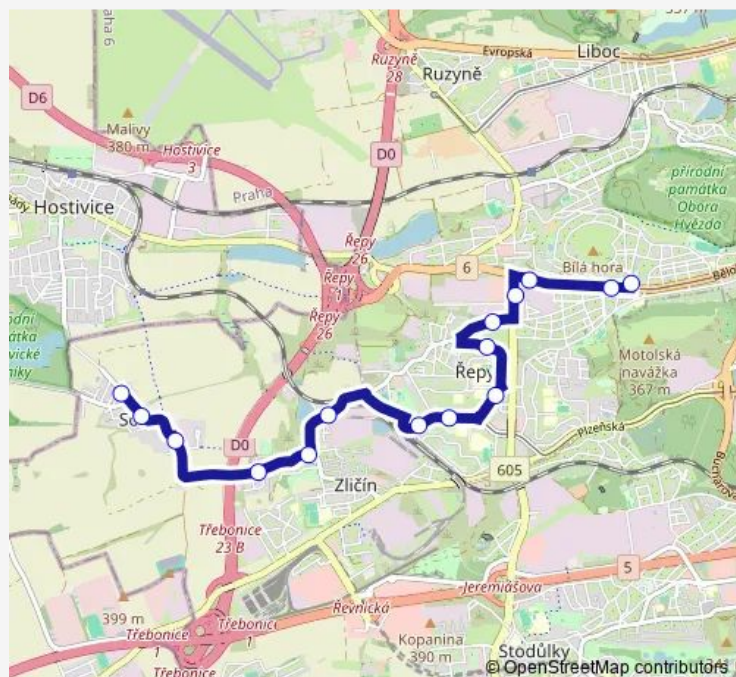 Evropská
Liboc
Ruzyně
28
Ruzyně
D6
Malivy
380 m
Hostivice
3
D0
Praha
přírodní
památka
Obora
Hvězda
Hostivice
Řepy
26
6
Bílá hora
Řepy
26
Motolská
navážka
367 m
Řepy
Plzeňská
D0
605
Zličín
Třebonice
23 B
5
Jeremiášova
399 m
Řevnická
Třebonice
1
Třebonice
1
Kopanina
390 m
Třebonice
Stodůlky
© OpenStreetMap contributors